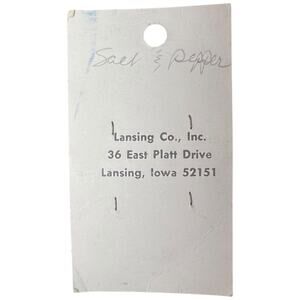 Salt & Pepper
Lansing Co., Inc.
36 East Platt Drive
Lansing, Iowa 52151